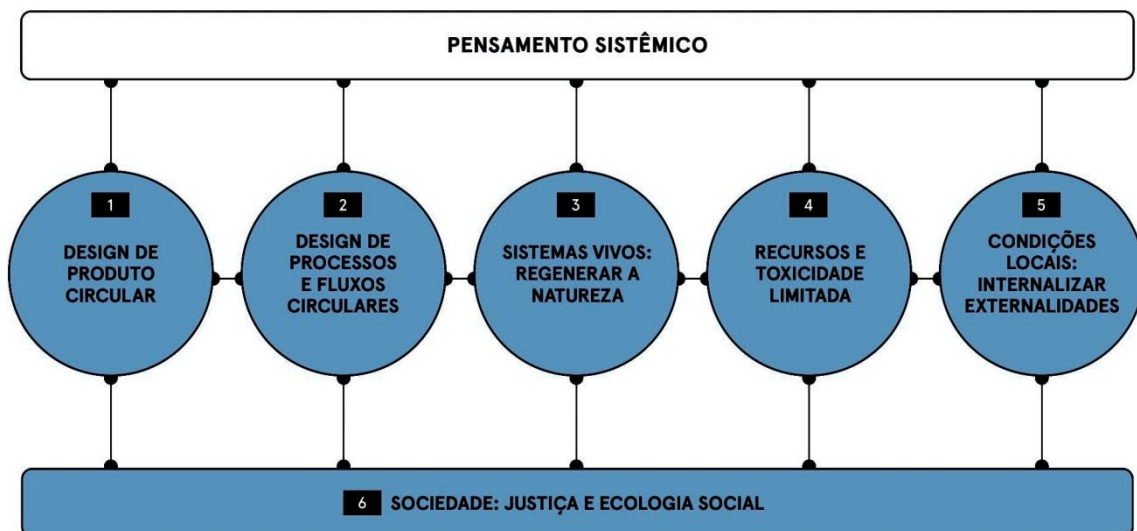 PENSAMENTO SISTÊMICO
1
DESIGN DE
PRODUTO
CIRCULAR
2
DESIGN DE
PROCESSOS
E FLUXOS
CIRCULARES
3
SISTEMAS VIVOS:
REGENERAR A
NATUREZA
4
RECURSOS E
TOXICIDADE
LIMITADA
5
CONDIÇÕES
LOCAIS:
INTERNALIZAR
EXTERNALIDADES
6 SOCIEDADE: JUSTIÇA E ECOLOGIA SOCIAL